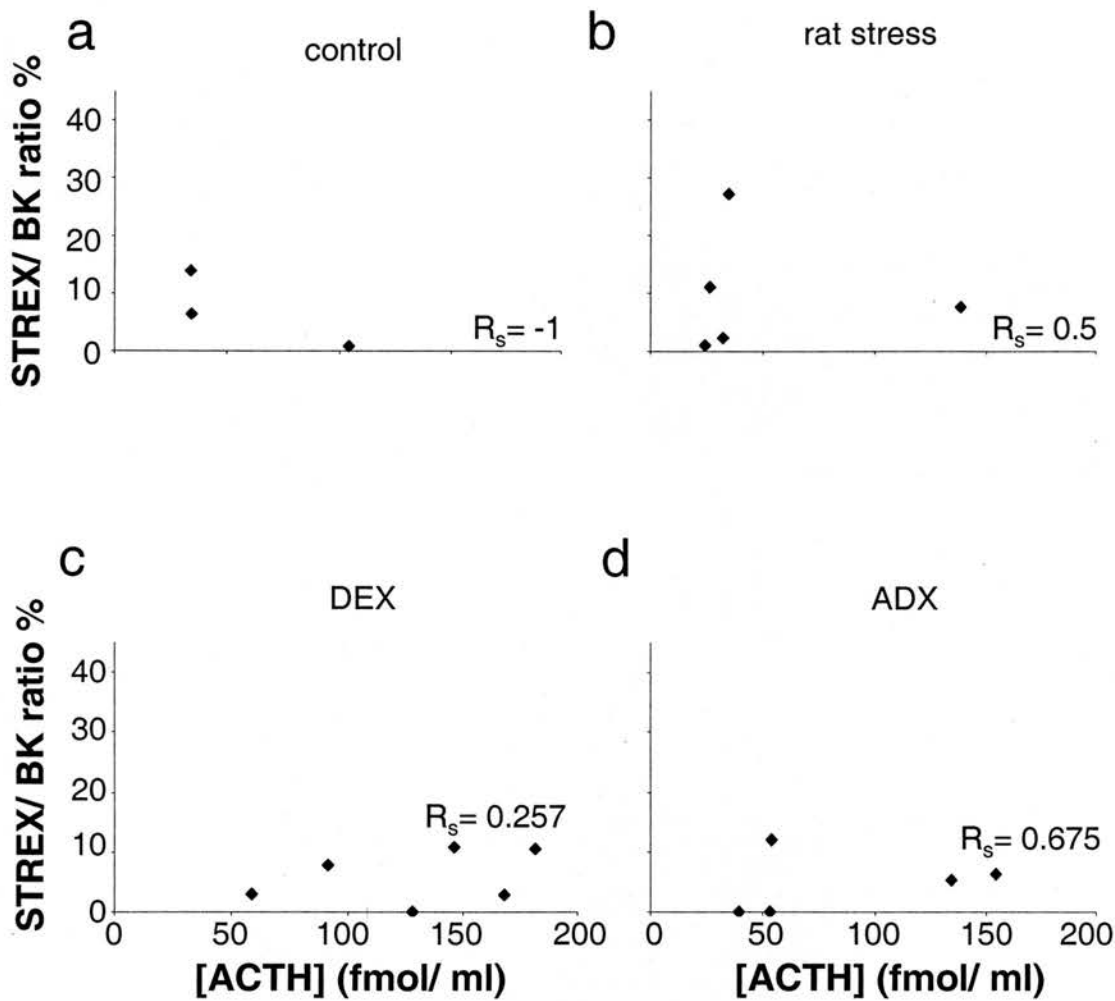 a
control
b
rat stress
STREX/ BK ratio %
40
30
20
10
0
Rs= -1
Rs= 0.5
c
DEX
d
ADX
STREX/ BK ratio %
40
30
20
10
0
Rs= 0.257
Rs= 0.675
0 50 100 150 200
0 50 100 150 200
[ACTH] (fmol/ ml)
[ACTH] (fmol/ ml)